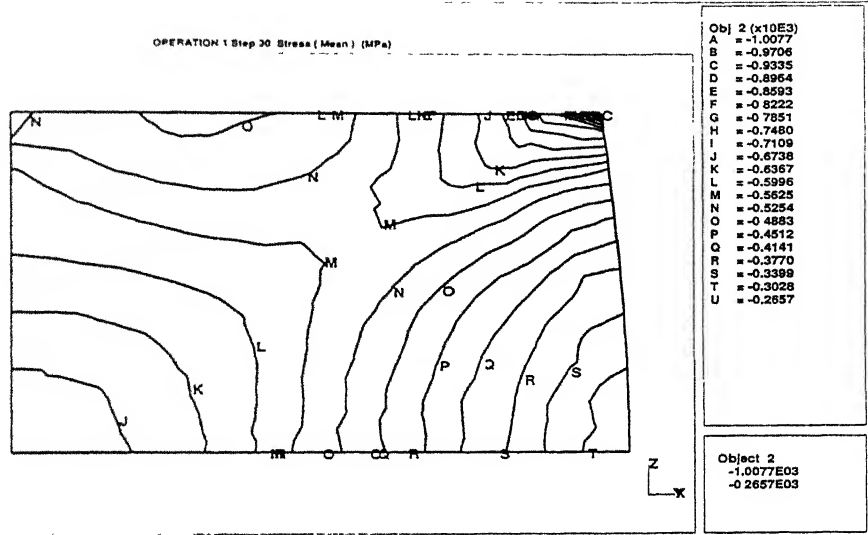 OPERATION 1 Step 30 Stress ( Mean ) (MPa)
Obj 2 (x10E3)
A = -1.0077
B = -0.9706
C = -0.9335
D = -0.8964
E = -0.8593
F = -0.8222
G = -0.7851
H = -0.7480
I = -0.7109
J = -0.6738
K = -0.6367
L = -0.5996
M = -0.5625
N = -0.5254
O = -0.4883
P = -0.4512
Q = -0.4141
R = -0.3770
S = -0.3399
T = -0.3028
U = -0.2657
N
O
L M
J
C
N
K
L
M
M
N
O
L
P
Q
R
S
K
J
O
Q
R
S
T
Z
X
Object 2
-1.0077E03
-0.2657E03